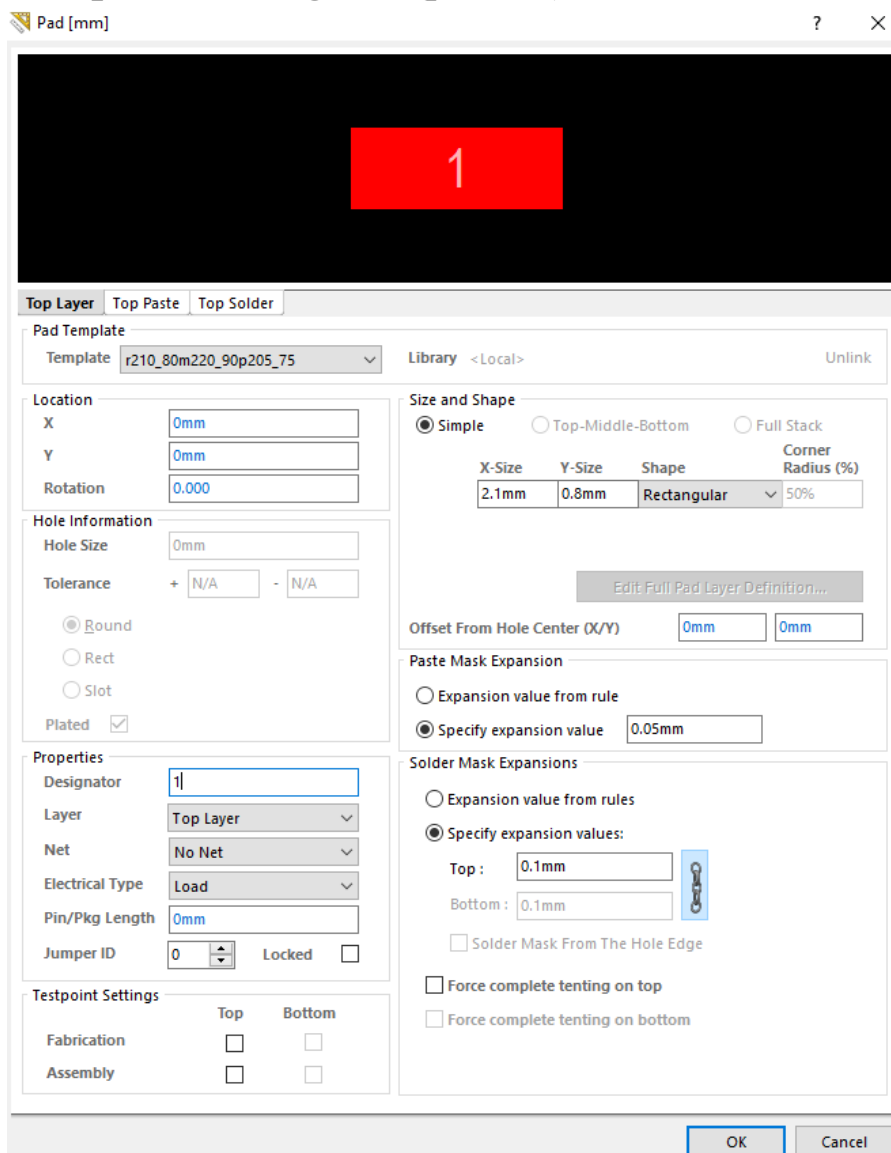 Pad [mm] ?
1
Top Layer Top Paste Top Solder
Pad Template
Template r210_80m220_90p205_75 Library <Local> Unlink
Location
X 0mm
Y 0mm
Rotation 0.000
Size and Shape
Simple Top-Middle-Bottom Full Stack
X-Size Y-Size Shape Corner Radius (%)
2.1mm 0.8mm Rectangular 50%
Edit Full Pad Layer Definition...
Offset From Hole Center (X/Y) 0mm 0mm
Hole Information
Hole Size 0mm
Tolerance + N/A - N/A
Round
Rect
Slot
Plated
Paste Mask Expansion
Expansion value from rule
Specify expansion value 0.05mm
Properties
Designator 1
Layer Top Layer
Net No Net
Electrical Type Load
Pin/Pkg Length 0mm
Jumper ID 0 Locked
Solder Mask Expansions
Expansion value from rules
Specify expansion values:
Top : 0.1mm
Bottom : 0.1mm
Solder Mask From The Hole Edge
Force complete tenting on top
Force complete tenting on bottom
Testpoint Settings
Top Bottom
Fabrication
Assembly
OK Cancel